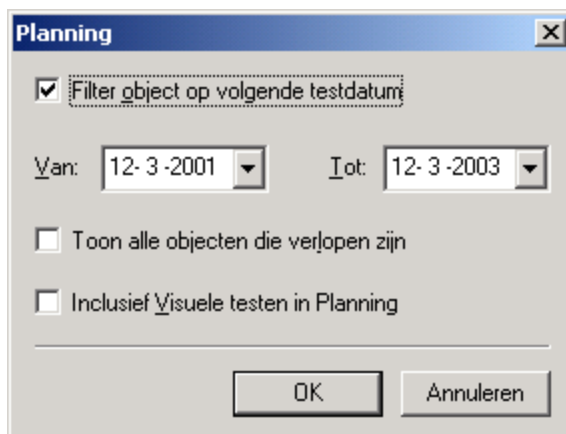 Planning
Filter object op volgende testdatum
Van: 12- 3 -2001 Tot: 12- 3 -2003
Toon alle objecten die verlopen zijn
Inclusief Visuele testen in Planning
OK Annuleren